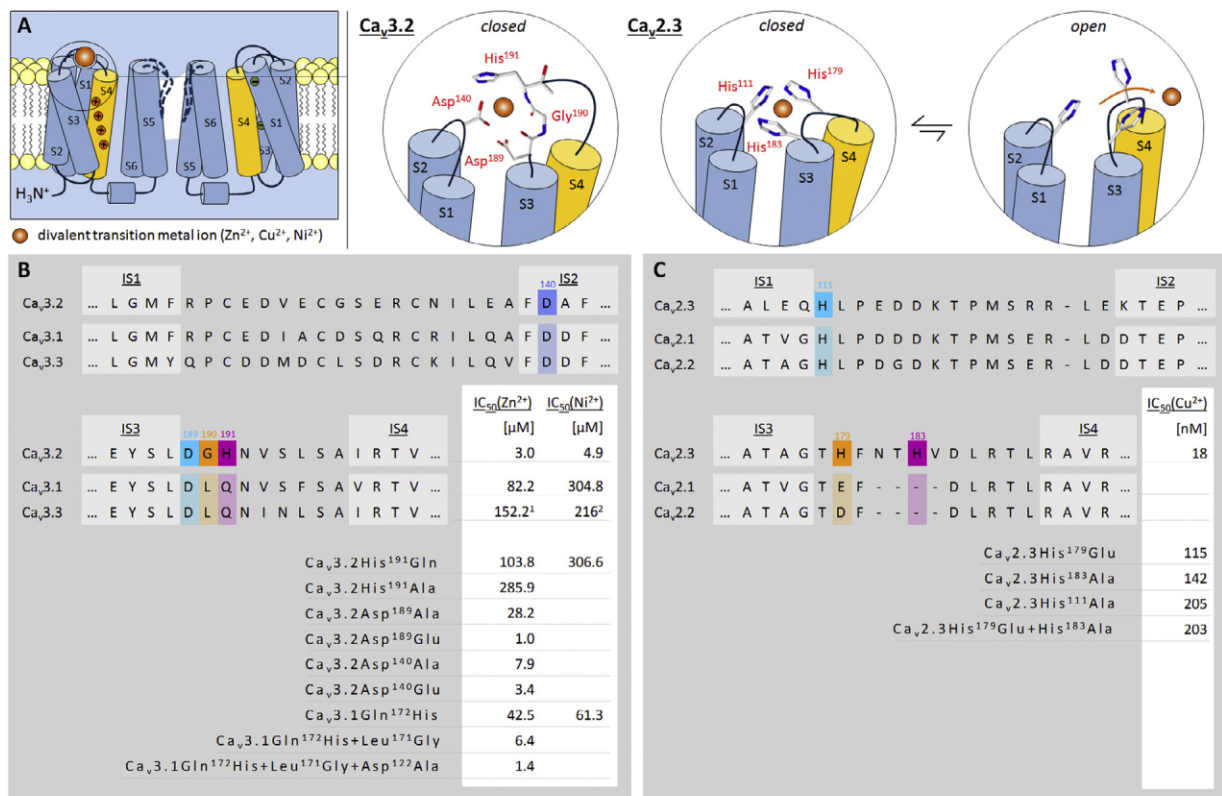 A
S1
S4
S3
S2
S5
S6
S6
S5
S4
S2
S1
S3
H₃N⁺
divalent transition metal ion (Zn²⁺, Cu²⁺, Ni²⁺)
Caᵥ3.2
closed
His¹⁹¹
Asp¹⁴⁰
Gly¹⁹⁰
Asp¹⁸⁹
S2
S1
S3
S4
Caᵥ2.3
closed
His¹¹¹
His¹⁷⁹
His¹⁸³
S2
S1
S3
S4
open
S2
S1
S3
S4
B
IS1 IS2
140
Caᵥ3.2 ... L G M F R P C E D V E C G S E R C N I L E A F D A F ...
Caᵥ3.1 ... L G M F R P C E D I A C D S Q R C R I L Q A F D D F ...
Caᵥ3.3 ... L G M Y Q P C D D M D C L S D R C K I L Q V F D D F ...
IC₅₀(Zn²⁺) IC₅₀(Ni²⁺)
[µM] [µM]
IS3 IS4
189 190 191
Caᵥ3.2 ... E Y S L D G H N V S L S A I R T V ... 3.0 4.9
Caᵥ3.1 ... E Y S L D L Q N V S F S A V R T V ... 82.2 304.8
Caᵥ3.3 ... E Y S L D L Q N I N L S A I R T V ... 152.2¹ 216²
Caᵥ3.2His¹⁹¹Gln 103.8 306.6
Caᵥ3.2His¹⁹¹Ala 285.9
Caᵥ3.2Asp¹⁸⁹Ala 28.2
Caᵥ3.2Asp¹⁸⁹Glu 1.0
Caᵥ3.2Asp¹⁴⁰Ala 7.9
Caᵥ3.2Asp¹⁴⁰Glu 3.4
Caᵥ3.1Gln¹⁷²His 42.5 61.3
Caᵥ3.1Gln¹⁷²His+Leu¹⁷¹Gly 6.4
Caᵥ3.1Gln¹⁷²His+Leu¹⁷¹Gly+Asp¹²²Ala 1.4
C
IS1 IS2
111
Caᵥ2.3 ... A L E Q H L P E D D K T P M S R R - L E K T E P ...
Caᵥ2.1 ... A T V G H L P D D D K T P M S E R - L D D T E P ...
Caᵥ2.2 ... A T A G H L P D G D K T P M S E R - L D D T E P ...
IC₅₀(Cu²⁺)
[nM]
IS3 IS4
179 183
Caᵥ2.3 ... A T A G T H F N T H V D L R T L R A V R ... 18
Caᵥ2.1 ... A T V G T E F - - - - D L R T L R A V R ...
Caᵥ2.2 ... A T A G T D F - - - - D L R T L R A V R ...
Caᵥ2.3His¹⁷⁹Glu 115
Caᵥ2.3His¹⁸³Ala 142
Caᵥ2.3His¹¹¹Ala 205
Caᵥ2.3His¹⁷⁹Glu+His¹⁸³Ala 203